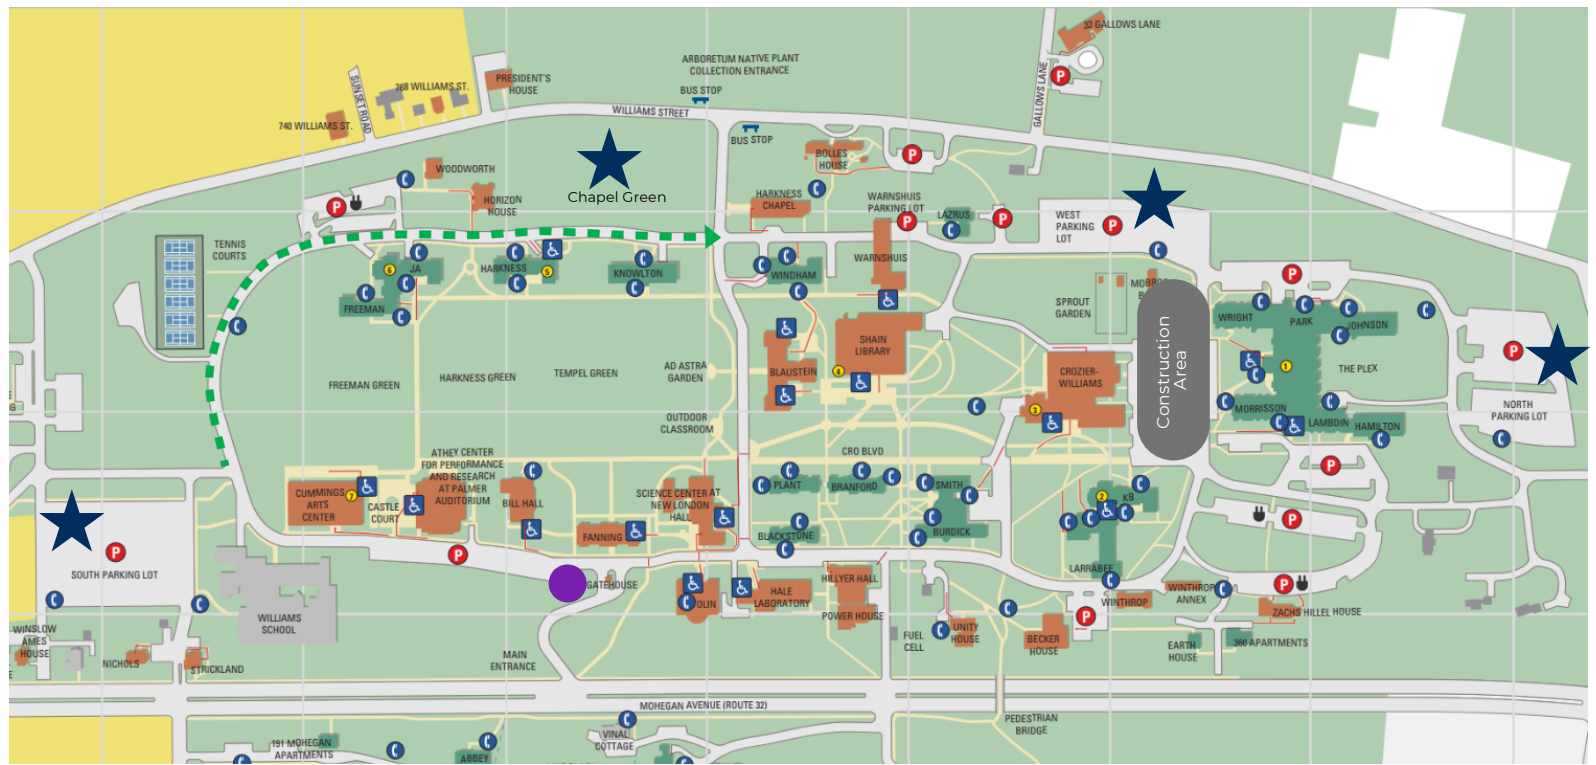 33 GALLOWS LANE
ARBORETUM NATIVE PLANT
COLLECTION ENTRANCE
BUS STOP
PRESIDENT'S
HOUSE
768 WILLIAMS ST.
SUNSET ROAD
740 WILLIAMS ST.
WILLIAMS STREET
GALLOWS LANE
P
BUS STOP
BOLLES
HOUSE
P
WOODWORTH
Chapel Green
HORIZON
HOUSE
P
HARKNESS
CHAPEL
WARNSHUIS
PARKING LOT
P
LAZRUS
P
WEST
PARKING
LOT
P
TENNIS
COURTS
6
JA
HARKNESS
5
KNOWLTON
WINDHAM
WARNSHUIS
FREEMAN
SPROUT
GARDEN
P
WRIGHT
PARK
JOHNSON
Construction
Area
SHAIN
LIBRARY
4
BLAUSTEIN
CROZIER-
WILLIAMS
3
1
THE PLEX
P
FREEMAN GREEN
HARKNESS GREEN
TEMPEL GREEN
AD ASTRA
GARDEN
OUTDOOR
CLASSROOM
MORRISSON
LAMBDIN
HAMILTON
NORTH
PARKING LOT
CRO BLVD
P
ATHEY CENTER
FOR PERFORMANCE
AND RESEARCH
AT PALMER
AUDITORIUM
CUMMINGS
ARTS
CENTER
7
CASTLE
COURT
BILL HALL
SCIENCE CENTER AT
NEW LONDON
HALL
PLANT
BRANFORD
SMITH
2
KB
P
FANNING
BLACKSTONE
BURDICK
P
SOUTH PARKING LOT
P
GATEHOUSE
OLIN
HALE
LABORATORY
HILLYER HALL
POWER HOUSE
LARRABEE
WINTHROP
WINTHROP
ANNEX
P
ZACHS HILLEL HOUSE
P
WILLIAMS
SCHOOL
WINSLOW
AMES
HOUSE
NICHOLS
STRICKLAND
MAIN
ENTRANCE
FUEL
CELL
UNITY
HOUSE
BECKER
HOUSE
EARTH
HOUSE
360 APARTMENTS
MOHEGAN AVENUE (ROUTE 32)
PEDESTRIAN
BRIDGE
191 MOHEGAN
APARTMENTS
ABBEY
VINAL
COTTAGE